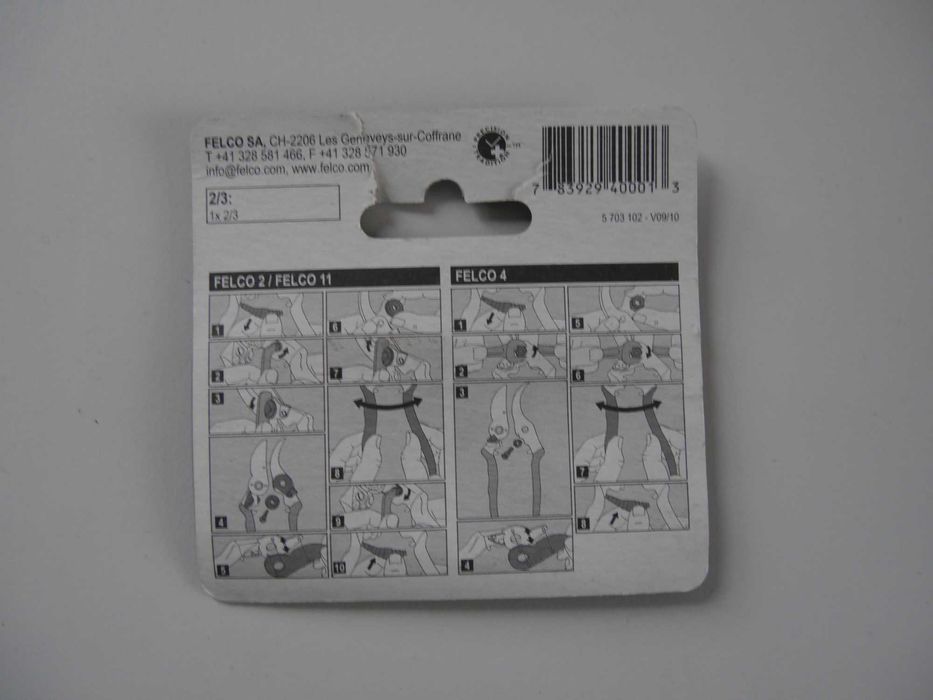 FELCO SA, CH-2206 Les Geneveys-sur-Coffrane
T +41 328 581 466, F +41 328 571 930
info@felco.com, www.felco.com
PRECISION
SWISS
7 83929 40001 3
2/3:
1x 2/3
5 703 102 - V09/10
FELCO 2 / FELCO 11
1
2
3
4
5
6
7
8
9
10
FELCO 4
1
2
3
4
5
6
7
8